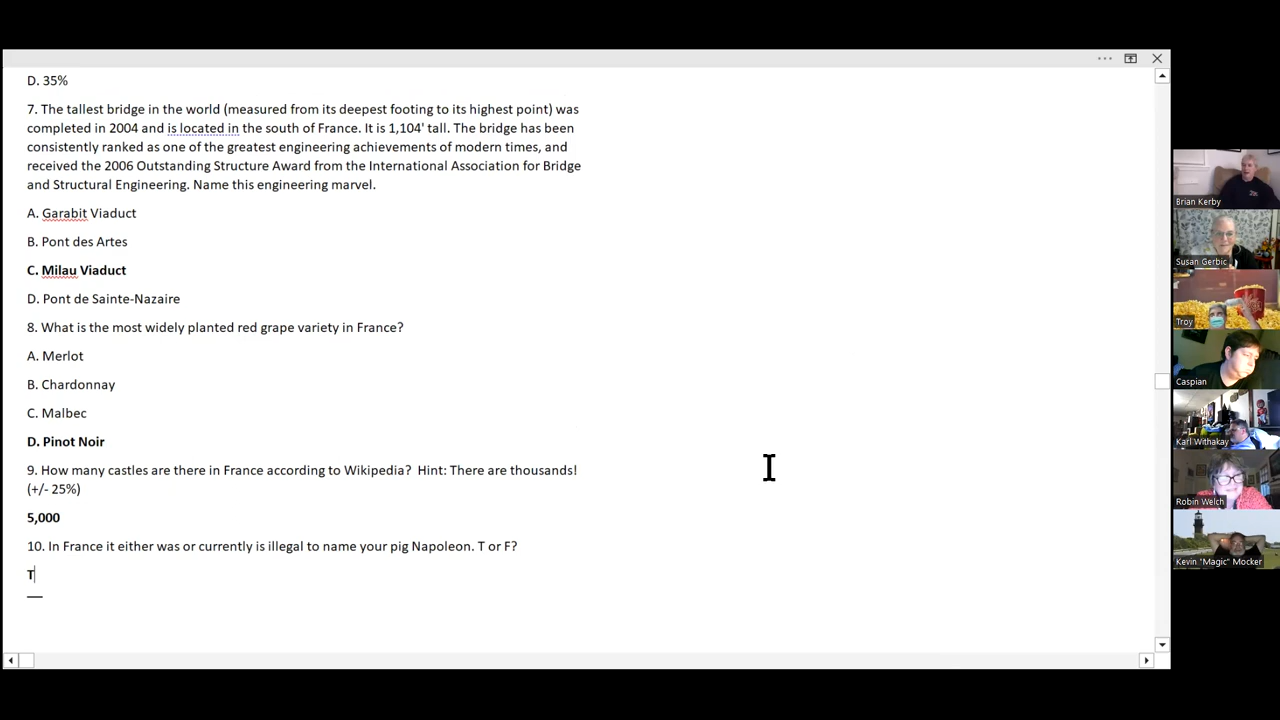 D. 35%
7. The tallest bridge in the world (measured from its deepest footing to its highest point) was
completed in 2004 and is located in the south of France. It is 1,104' tall. The bridge has been
consistently ranked as one of the greatest engineering achievements of modern times, and
received the 2006 Outstanding Structure Award from the International Association for Bridge
and Structural Engineering. Name this engineering marvel.
A. Garabit Viaduct
B. Pont des Artes
C. Milau Viaduct
D. Pont de Sainte-Nazaire
8. What is the most widely planted red grape variety in France?
A. Merlot
B. Chardonnay
C. Malbec
D. Pinot Noir
9. How many castles are there in France according to Wikipedia?  Hint: There are thousands!
(+/- 25%)
5,000
10. In France it either was or currently is illegal to name your pig Napoleon. T or F?
T
Brian Kerby
Susan Gerbic
Troy
Caspian
Karl Withakay
Robin Welch
Kevin "Magic" Mocker